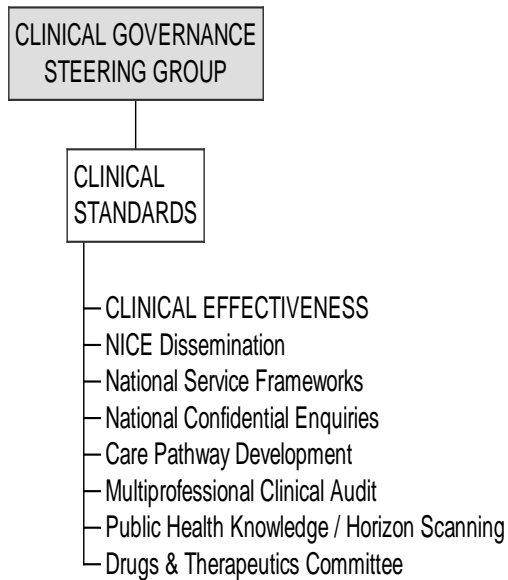 CLINICAL GOVERNANCE
STEERING GROUP
CLINICAL
STANDARDS
CLINICAL EFFECTIVENESS
NICE Dissemination
National Service Frameworks
National Confidential Enquiries
Care Pathway Development
Multiprofessional Clinical Audit
Public Health Knowledge / Horizon Scanning
Drugs & Therapeutics Committee